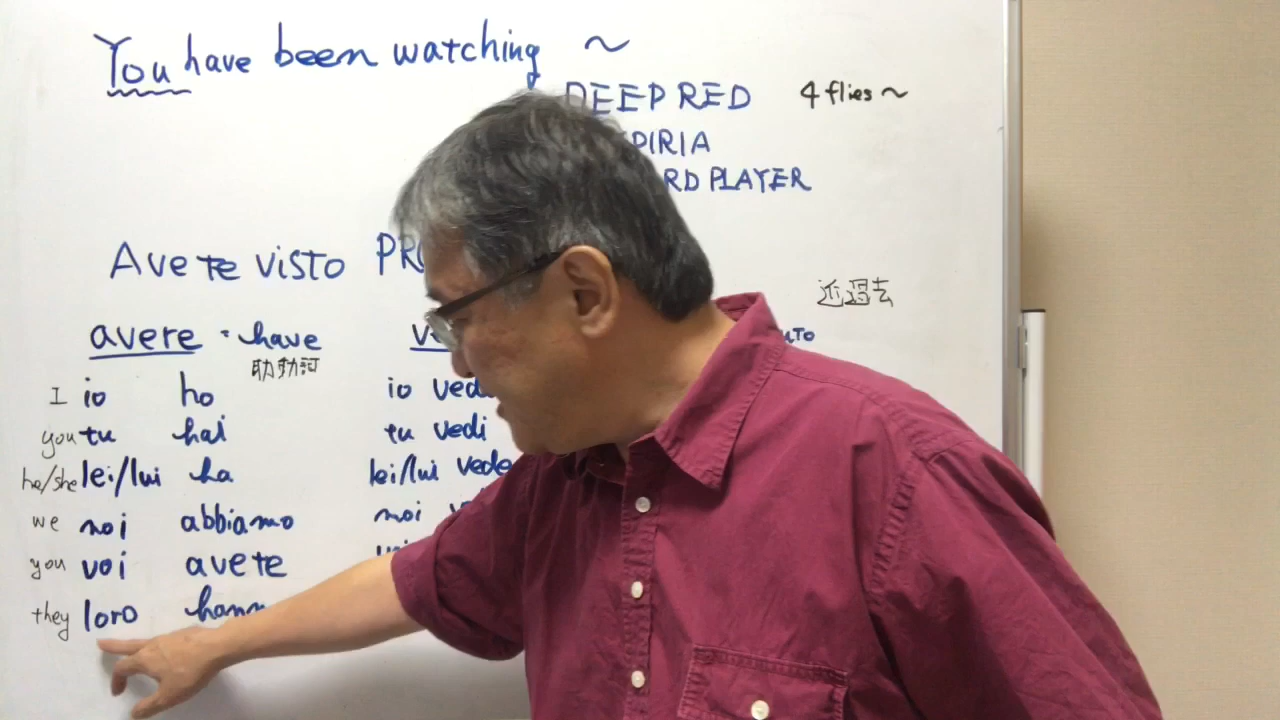 You have been watching ~
DEEP RED 4 flies ~
PIRIA
RD PLAYER
Avete visto PR
近過去
avere = have
助動詞
I io ho io ved
you tu hai tu vedi
he/she lei/lui ha lei/lui vede
we noi abbiamo noi v
you voi avete
they loro hann